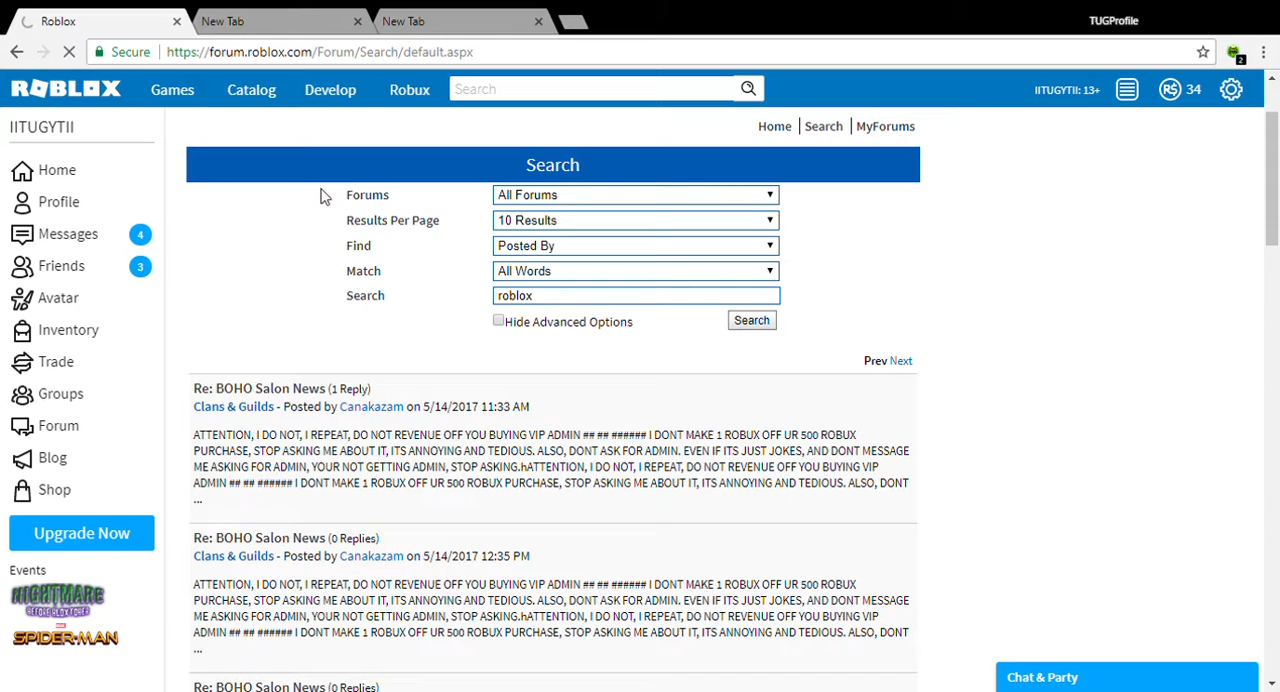 Roblox
New Tab
New Tab
TUGProfile
Secure
https://forum.roblox.com/Forum/Search/default.aspx
2
ROBLOX
Games
Catalog
Develop
Robux
Search
IITUGYTII: 13+
R$ 34
IITUGYTII
Home
Profile
Messages 4
Friends 3
Avatar
Inventory
Trade
Groups
Forum
Blog
Shop
Upgrade Now
Events
NIGHTMARE
BEFORE BLOXTOBER
MARVEL
SPIDER-MAN
Home | Search | MyForums
Search
Forums All Forums
Results Per Page 10 Results
Find Posted By
Match All Words
Search roblox
Hide Advanced Options Search
Prev Next
Re: BOHO Salon News (1 Reply)
Clans & Guilds - Posted by Canakazam on 5/14/2017 11:33 AM
ATTENTION, I DO NOT, I REPEAT, DO NOT REVENUE OFF YOU BUYING VIP ADMIN ## ## ###### I DONT MAKE 1 ROBUX OFF UR 500 ROBUX
PURCHASE, STOP ASKING ME ABOUT IT, ITS ANNOYING AND TEDIOUS. ALSO, DONT ASK FOR ADMIN. EVEN IF ITS JUST JOKES, AND DONT MESSAGE
ME ASKING FOR ADMIN, YOUR NOT GETTING ADMIN, STOP ASKING.hATTENTION, I DO NOT, I REPEAT, DO NOT REVENUE OFF YOU BUYING VIP
ADMIN ## ## ###### I DONT MAKE 1 ROBUX OFF UR 500 ROBUX PURCHASE, STOP ASKING ME ABOUT IT, ITS ANNOYING AND TEDIOUS. ALSO, DONT
...
Re: BOHO Salon News (0 Replies)
Clans & Guilds - Posted by Canakazam on 5/14/2017 12:35 PM
ATTENTION, I DO NOT, I REPEAT, DO NOT REVENUE OFF YOU BUYING VIP ADMIN ## ## ###### I DONT MAKE 1 ROBUX OFF UR 500 ROBUX
PURCHASE, STOP ASKING ME ABOUT IT, ITS ANNOYING AND TEDIOUS. ALSO, DONT ASK FOR ADMIN. EVEN IF ITS JUST JOKES, AND DONT MESSAGE
ME ASKING FOR ADMIN, YOUR NOT GETTING ADMIN, STOP ASKING.hATTENTION, I DO NOT, I REPEAT, DO NOT REVENUE OFF YOU BUYING VIP
ADMIN ## ## ###### I DONT MAKE 1 ROBUX OFF UR 500 ROBUX PURCHASE, STOP ASKING ME ABOUT IT, ITS ANNOYING AND TEDIOUS. ALSO, DONT
...
Re: BOHO Salon News (0 Replies)
Chat & Party